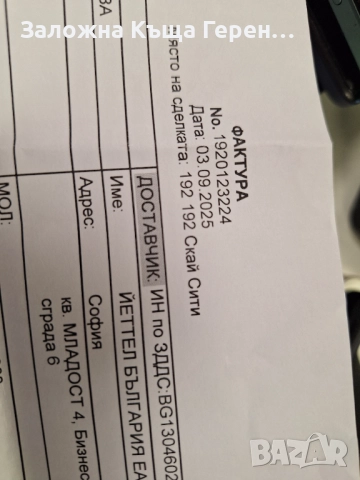 Заложна Къща Герен...
ФАКТУРА
No. 1920123224
Дата: 03.09.2025
място на сделката: 192 192 Скай Сити
ДОСТАВЧИК: ИН по ЗДДС:BG1304602
Име: ЙЕТТЕЛ БЪЛГАРИЯ ЕА
Адрес: София
кв. МЛАДОСТ 4, Бизнес
сграда 6
МОЛ:
BAZAR